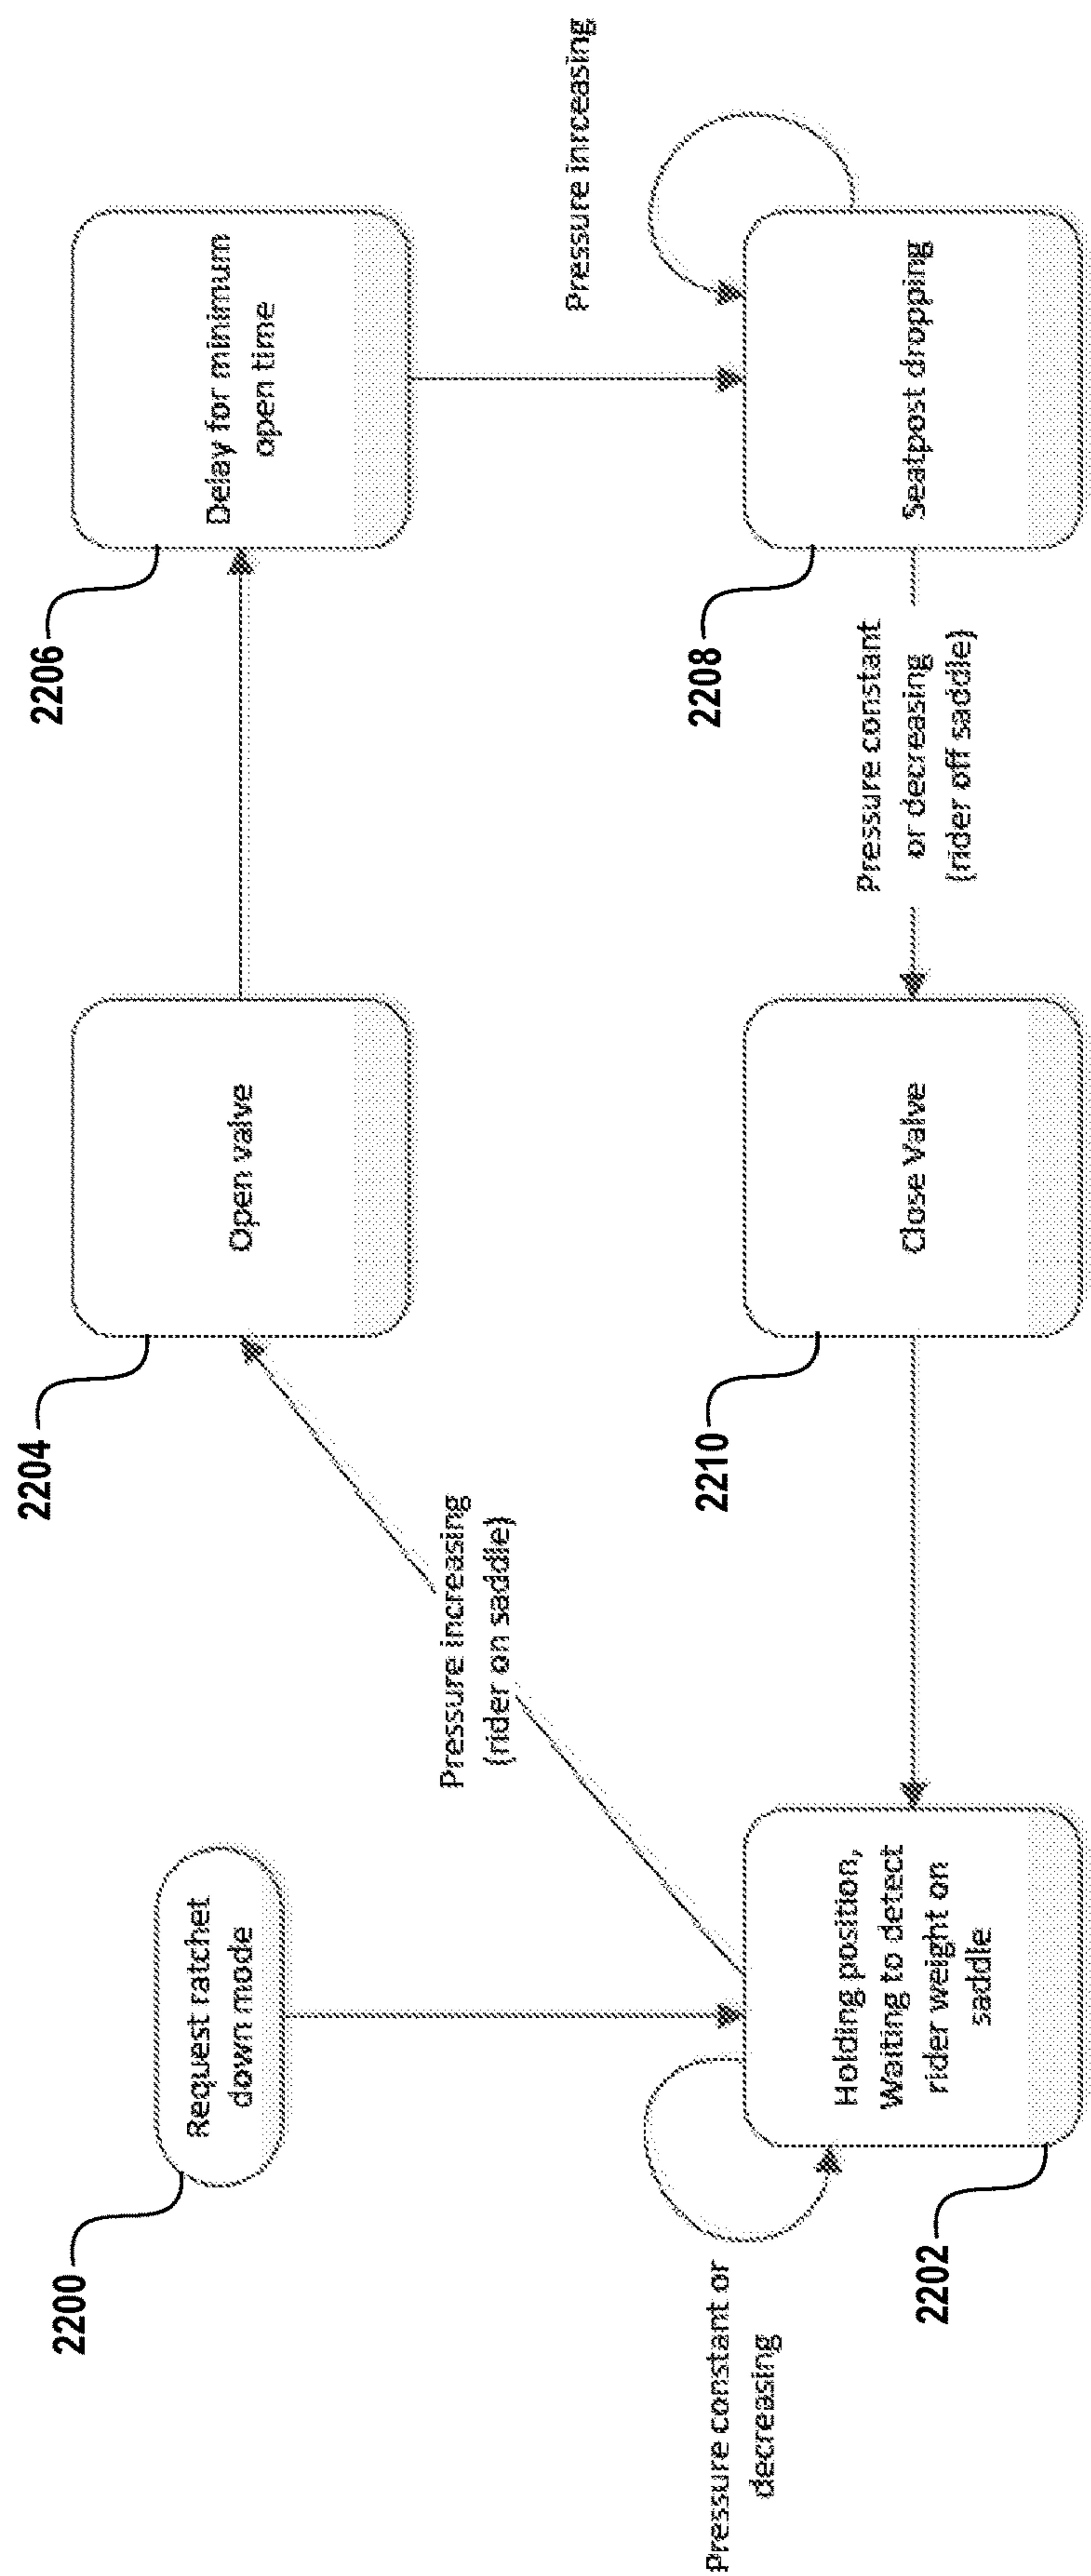 2200
Request ratchet
down mode
Pressure constant or
decreasing
2202
Holding position,
Waiting to detect
rider weight on
saddle
Pressure increasing
(rider on saddle)
2204
Open valve
2206
Delay for minimum
open time
Pressure inrceasing
2208
Seatpost dropping
Pressure constant
or decreasing
(rider off saddle)
2210
Close Valve